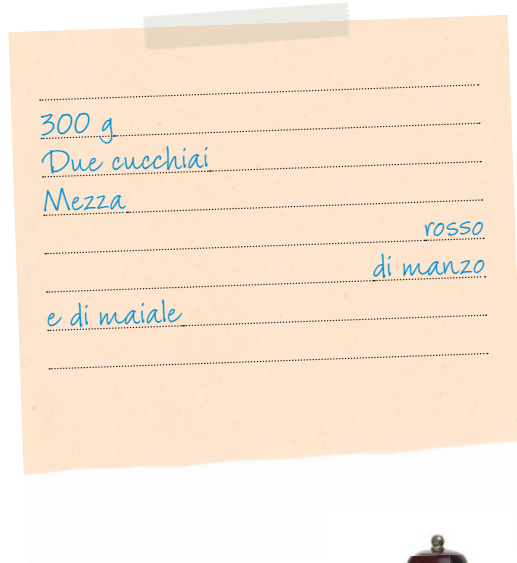 300 g
Due cucchiai
Mezza
rosso
di manzo
e di maiale